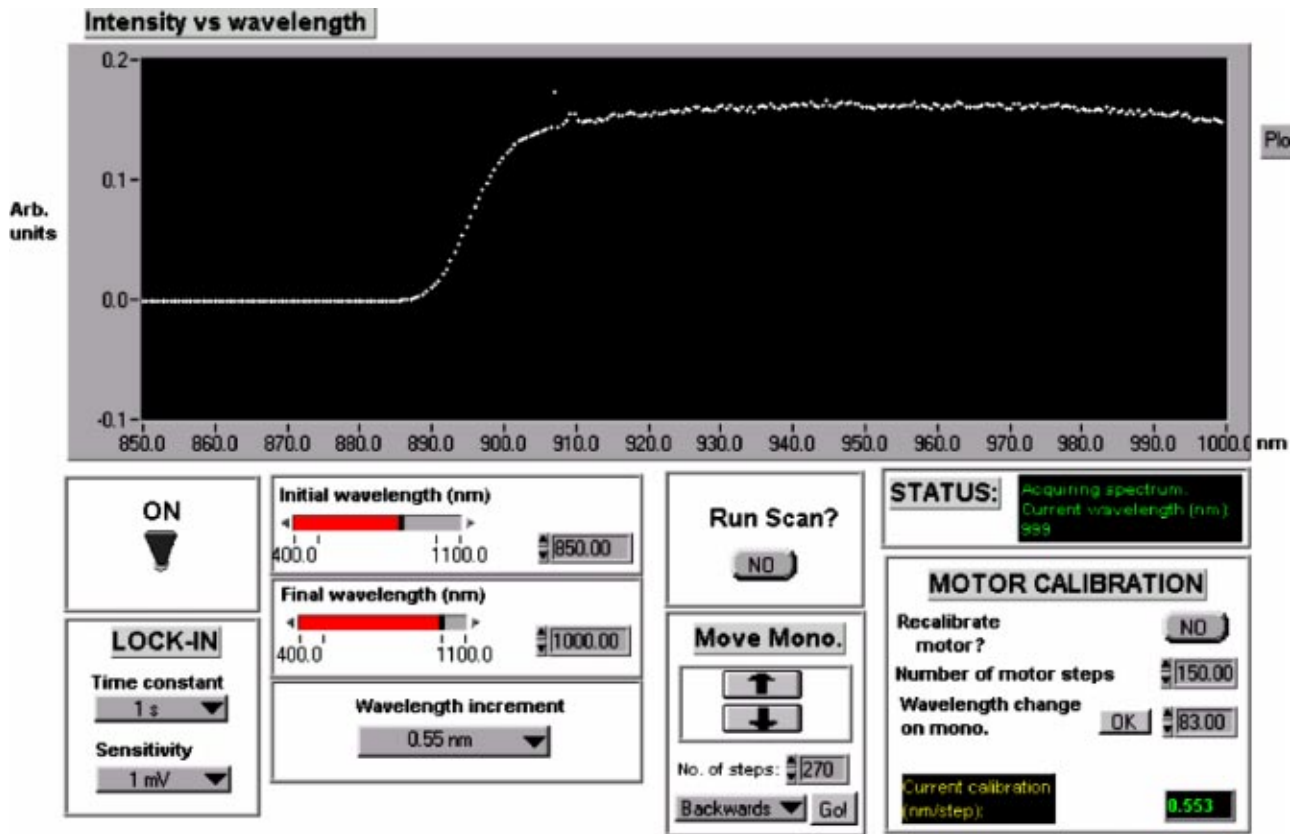 Intensity vs wavelength
0.2
0.1
0.0
-0.1
Arb.
units
850.0 860.0 870.0 880.0 890.0 900.0 910.0 920.0 930.0 940.0 950.0 960.0 970.0 980.0 990.0 1000.0 nm
Plo
ON
LOCK-IN
Time constant
1 s
Sensitivity
1 mV
Initial wavelength (nm)
400.0 1100.0 850.00
Final wavelength (nm)
400.0 1100.0 1000.00
Wavelength increment
0.55 nm
Run Scan?
NO
Move Mono.
No. of steps: 270
Backwards Go!
STATUS:
Acquiring spectrum.
Current wavelength (nm)
999
MOTOR CALIBRATION
Recalibrate
motor?
NO
Number of motor steps 150.00
Wavelength change
on mono. OK 83.00
Current calibration
(nm/step):
0.553